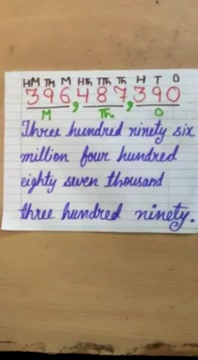 HM TM M HTh TTh Th H T O
396,487,390
M Th O
Three hundred ninety six
million four hundred
eighty seven thousand
three hundred ninety.